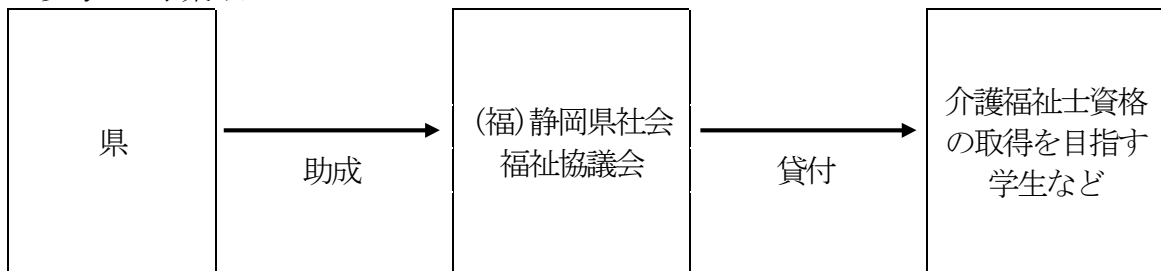 県
助成
(福)静岡県社会
福祉協議会
貸付
介護福祉士資格
の取得を目指す
学生など